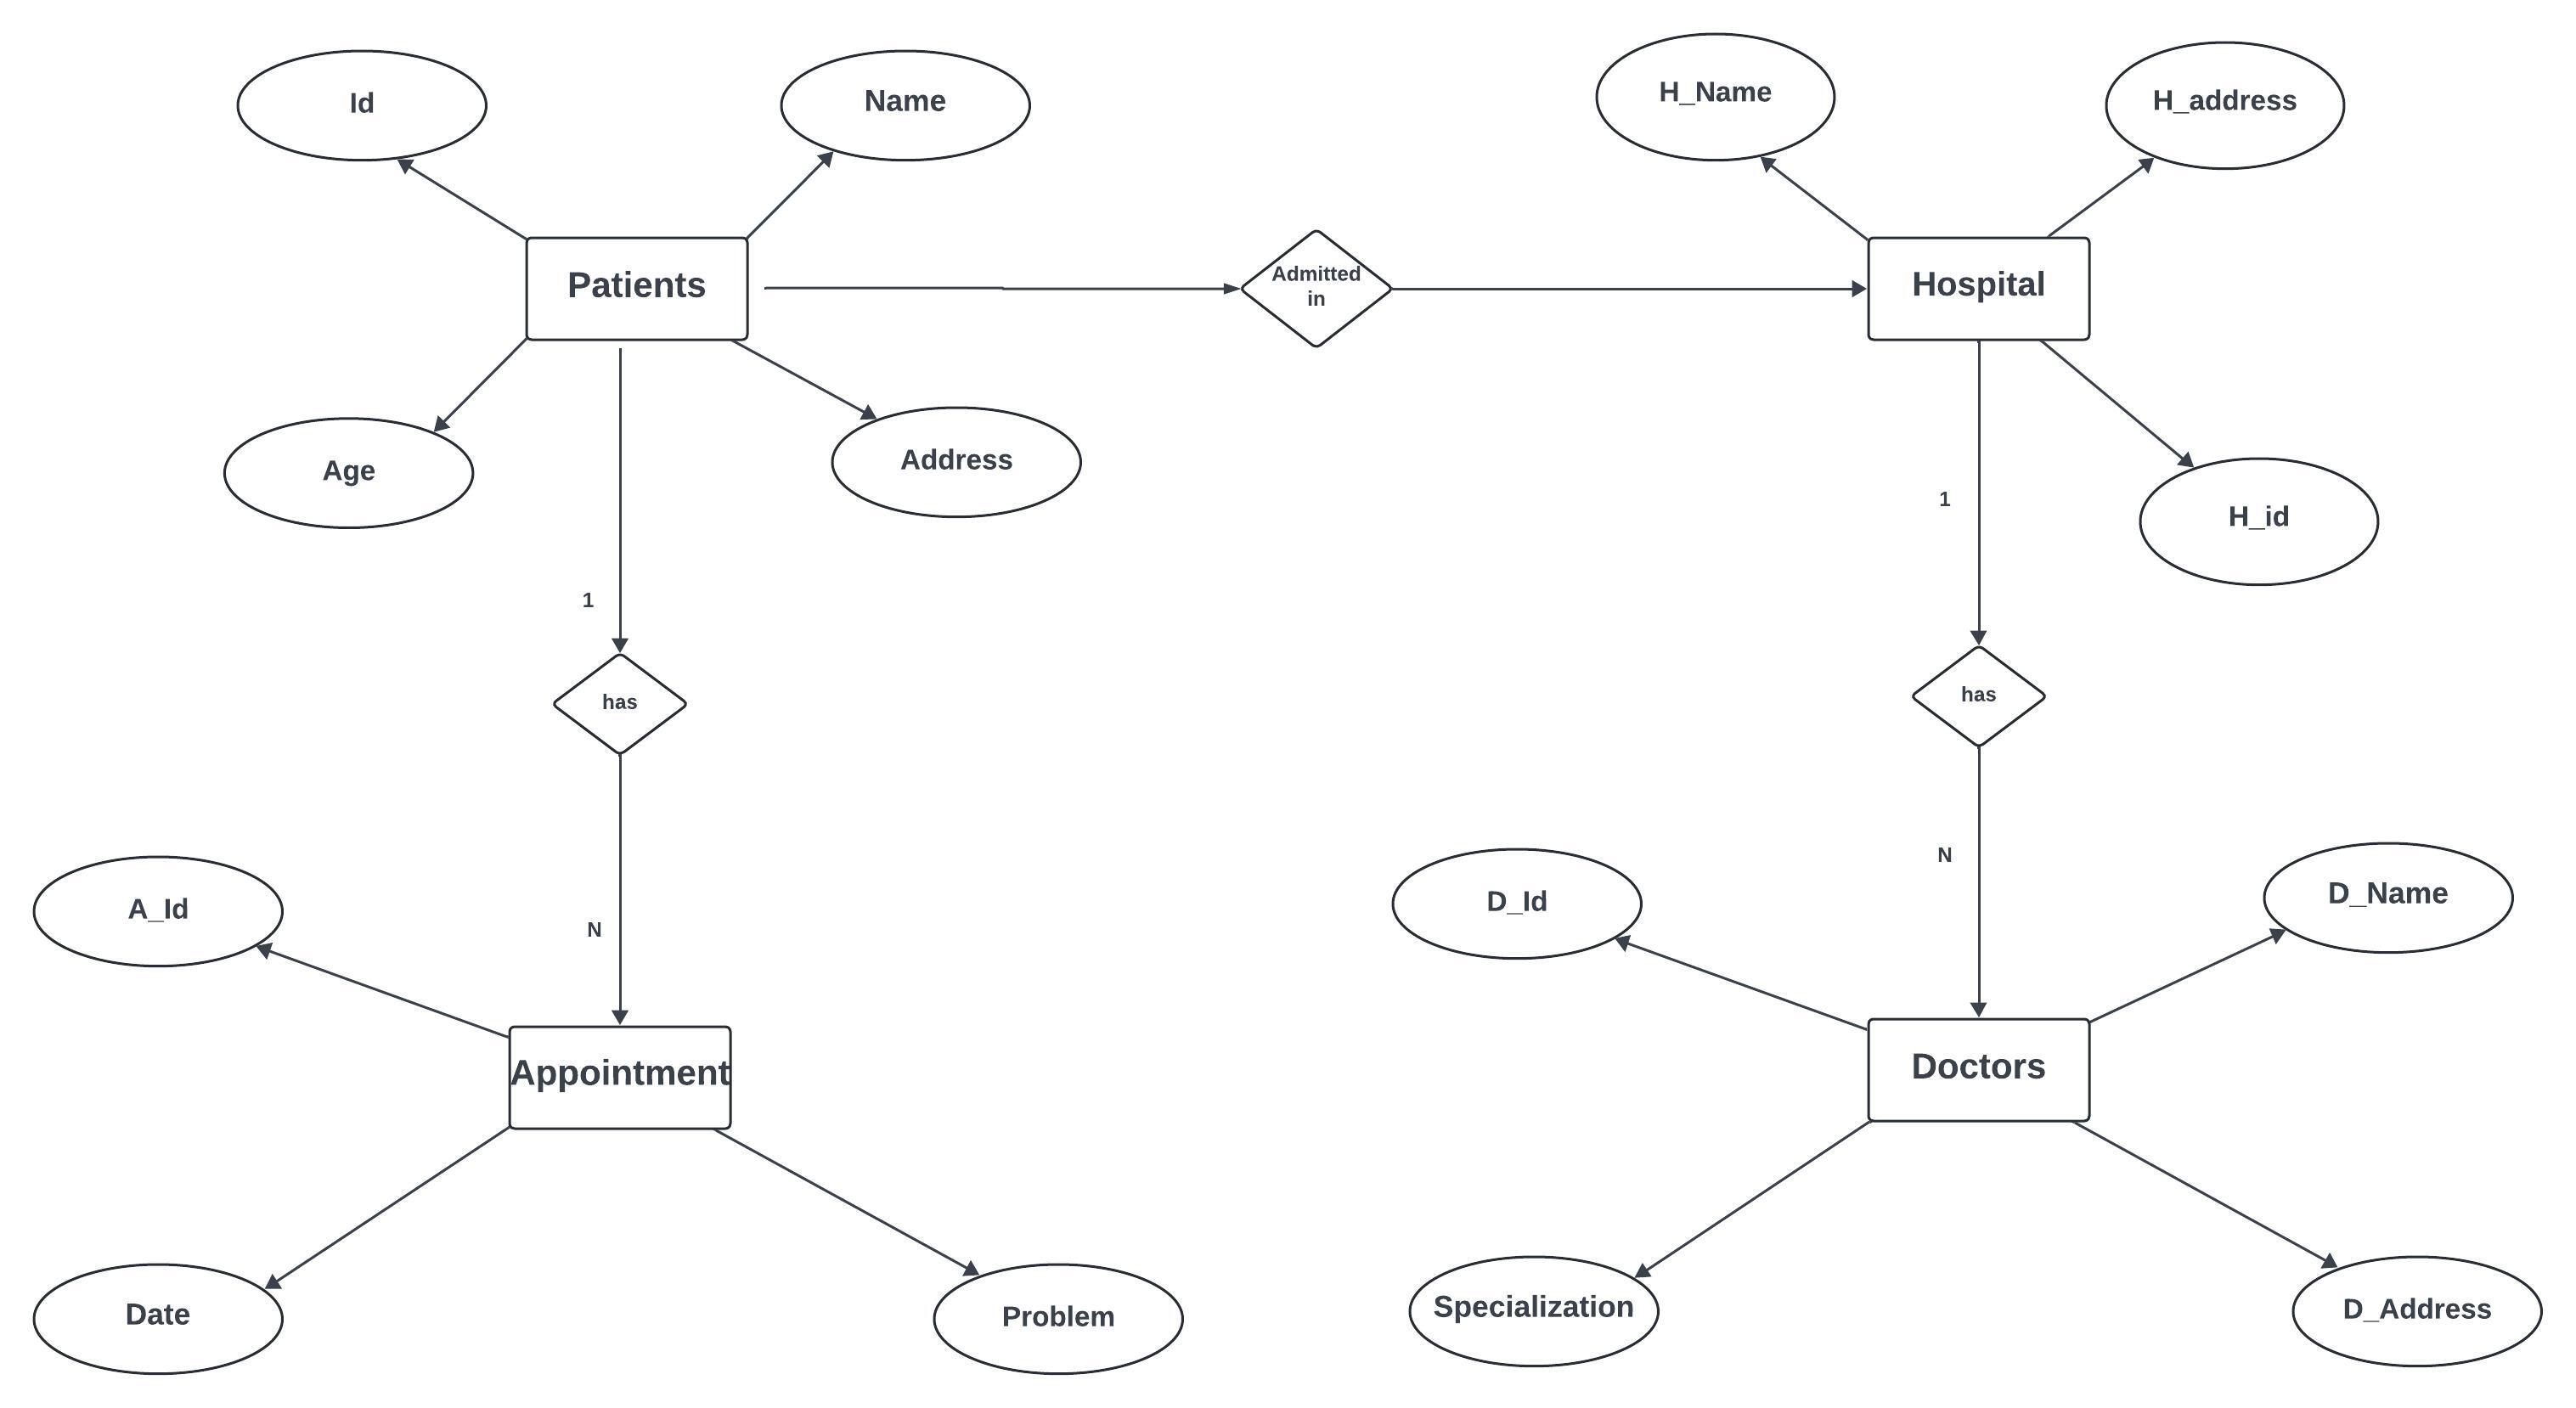 Id
Name
H_Name
H_address
Patients
Admitted
in
Hospital
Age
Address
1
H_id
1
has
has
N
A_Id
N
D_Id
D_Name
Appointment
Doctors
Date
Problem
Specialization
D_Address